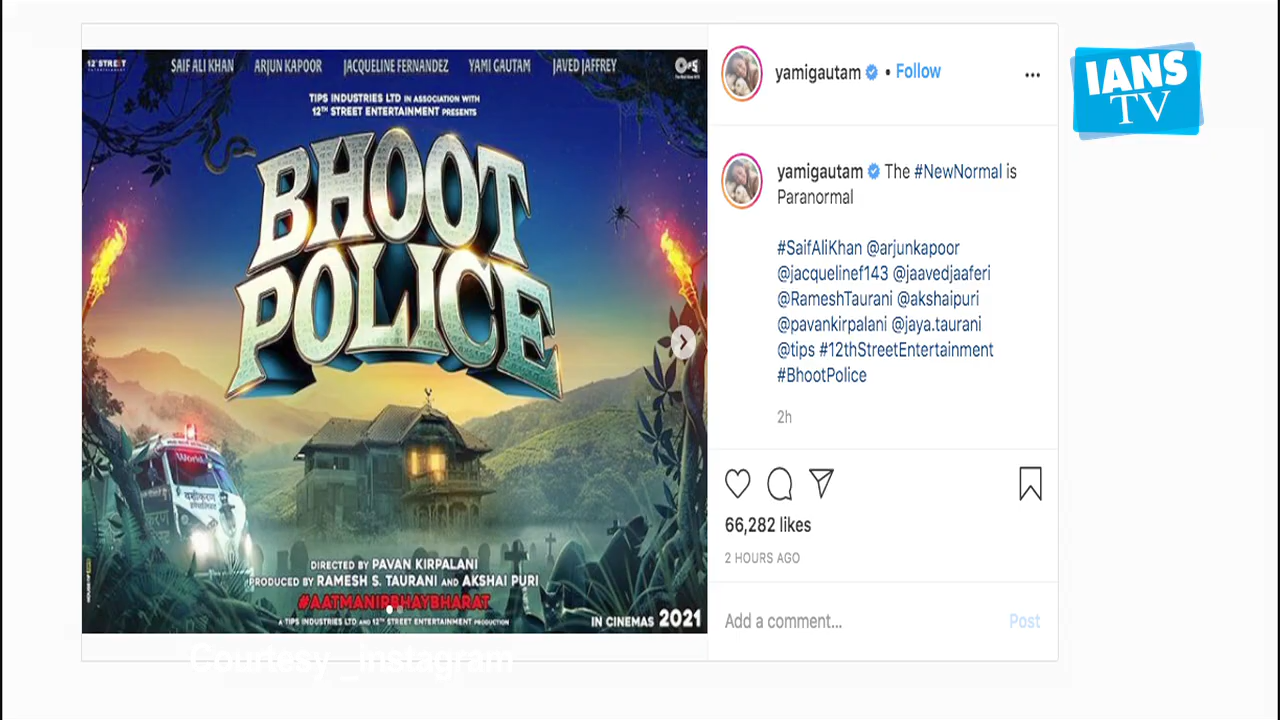 12TH STREET
ENTERTAINMENT
SAIF ALI KHAN ARJUN KAPOOR JACQUELINE FERNANDEZ YAMI GAUTAM JAVED JAFFREY
TIPS INDUSTRIES LTD IN ASSOCIATION WITH
12TH STREET ENTERTAINMENT PRESENTS
BHOOT
POLICE
World
वशीकरण
DIRECTED BY PAVAN KIRPALANI
PRODUCED BY RAMESH S. TAURANI AND AKSHAI PURI
#AATMANIRBHAYBHARAT
A TIPS INDUSTRIES LTD AND 12TH STREET ENTERTAINMENT PRODUCTION
IN CINEMAS 2021
Courtesy_instagram
yamigautam • Follow
yamigautam The #NewNormal is
Paranormal
#SaifAliKhan @arjunkapoor
@jacquelinef143 @jaavedjaaferi
@RameshTaurani @akshaipuri
@pavankirpalani @jaya.taurani
@tips #12thStreetEntertainment
#BhootPolice
2h
66,282 likes
2 HOURS AGO
Add a comment... Post
IANS
TV